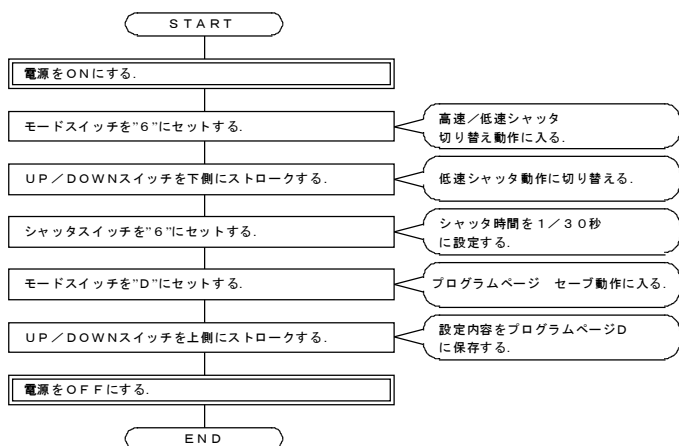 ＳＴＡＲＴ
電源をＯＮにする．
モードスイッチを”６”にセットする．
高速／低速シャッタ
切り替え動作に入る．
ＵＰ／ＤＯＷＮスイッチを下側にストロークする．
低速シャッタ動作に切り替える．
シャッタスイッチを”６”にセットする．
シャッタ時間を１／３０秒
に設定する．
モードスイッチを”Ｄ”にセットする．
プログラムページ　セーブ動作に入る．
ＵＰ／ＤＯＷＮスイッチを上側にストロークする．
設定内容をプログラムページＤ
に保存する．
電源をＯＦＦにする．
ＥＮＤ